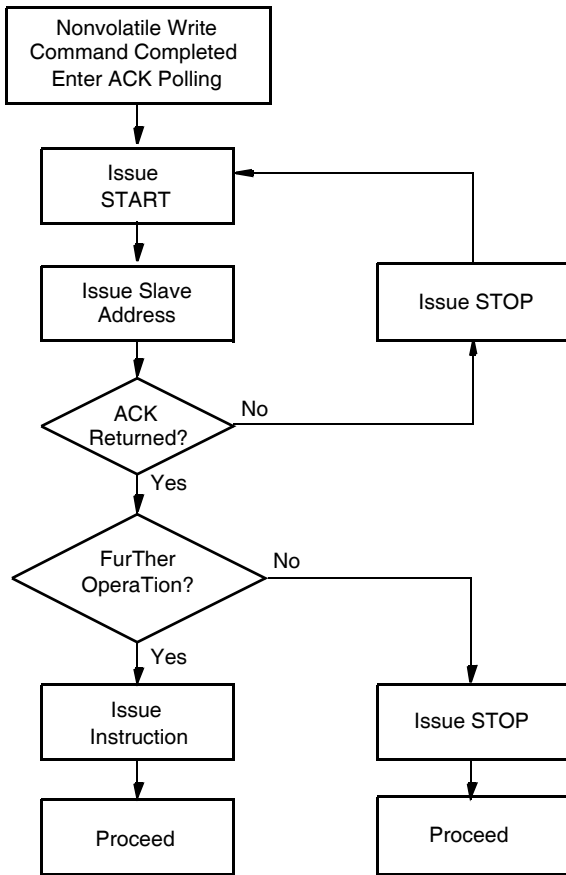 Nonvolatile Write
Command Completed
Enter ACK Polling
Issue
START
Issue Slave
Address
Issue STOP
ACK
Returned?
No
Yes
FurTher
OperaTion?
No
Yes
Issue
Instruction
Issue STOP
Proceed
Proceed